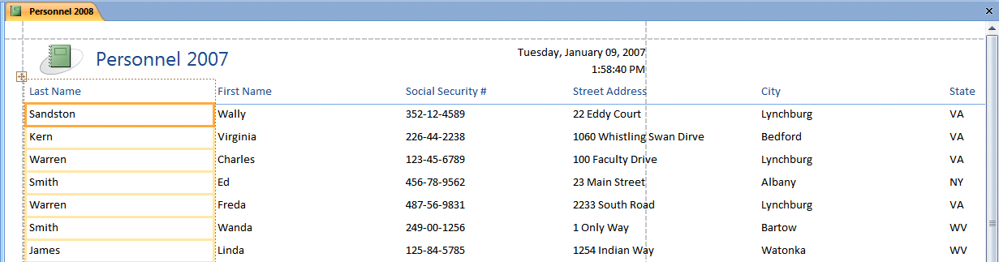 Personnel 2008
Personnel 2007
Tuesday, January 09, 2007
1:58:40 PM
Last Name First Name Social Security # Street Address City State
Sandston Wally 352-12-4589 22 Eddy Court Lynchburg VA
Kern Virginia 226-44-2238 1060 Whistling Swan Dirve Bedford VA
Warren Charles 123-45-6789 100 Faculty Drive Lynchburg VA
Smith Ed 456-78-9562 23 Main Street Albany NY
Warren Freda 487-56-9831 2233 South Road Lynchburg VA
Smith Wanda 249-00-1256 1 Only Way Bartow WV
James Linda 125-84-5785 1254 Indian Way Watonka WV